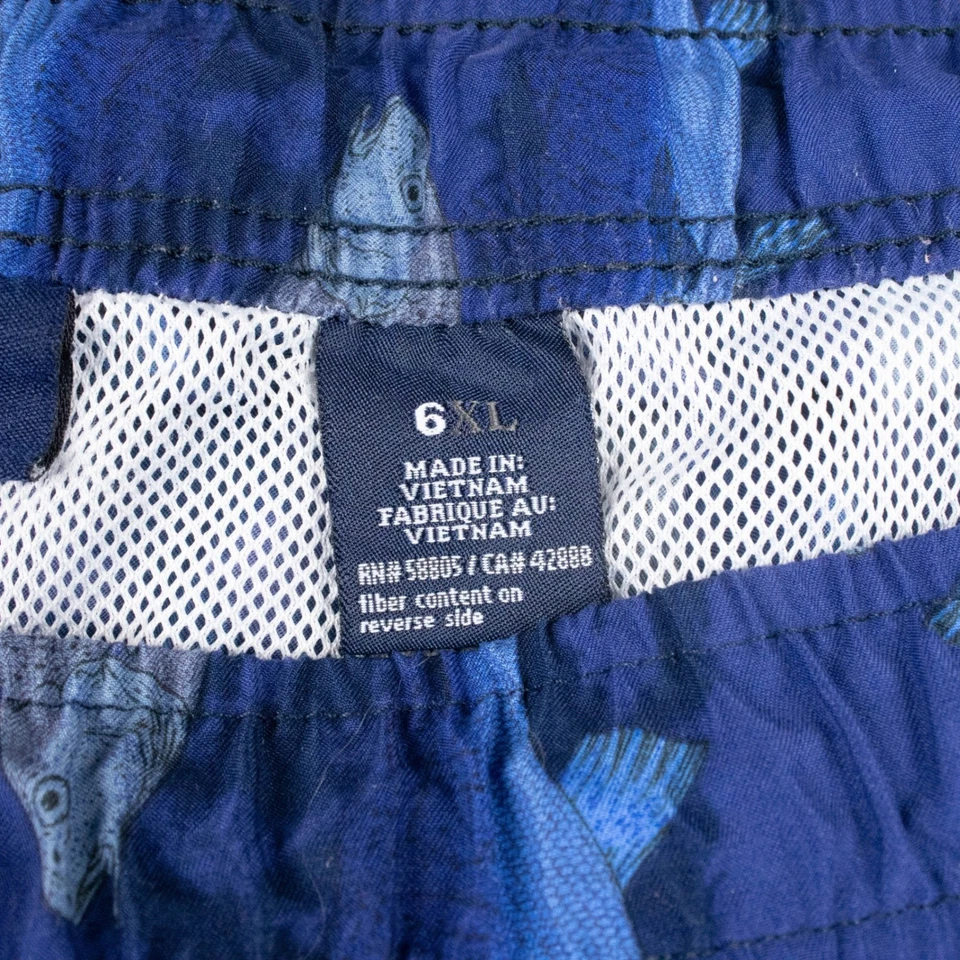 6XL
MADE IN:
VIETNAM
FABRIQUE AU:
VIETNAM
RN# 58805 / CA# 42888
fiber content on
reverse side